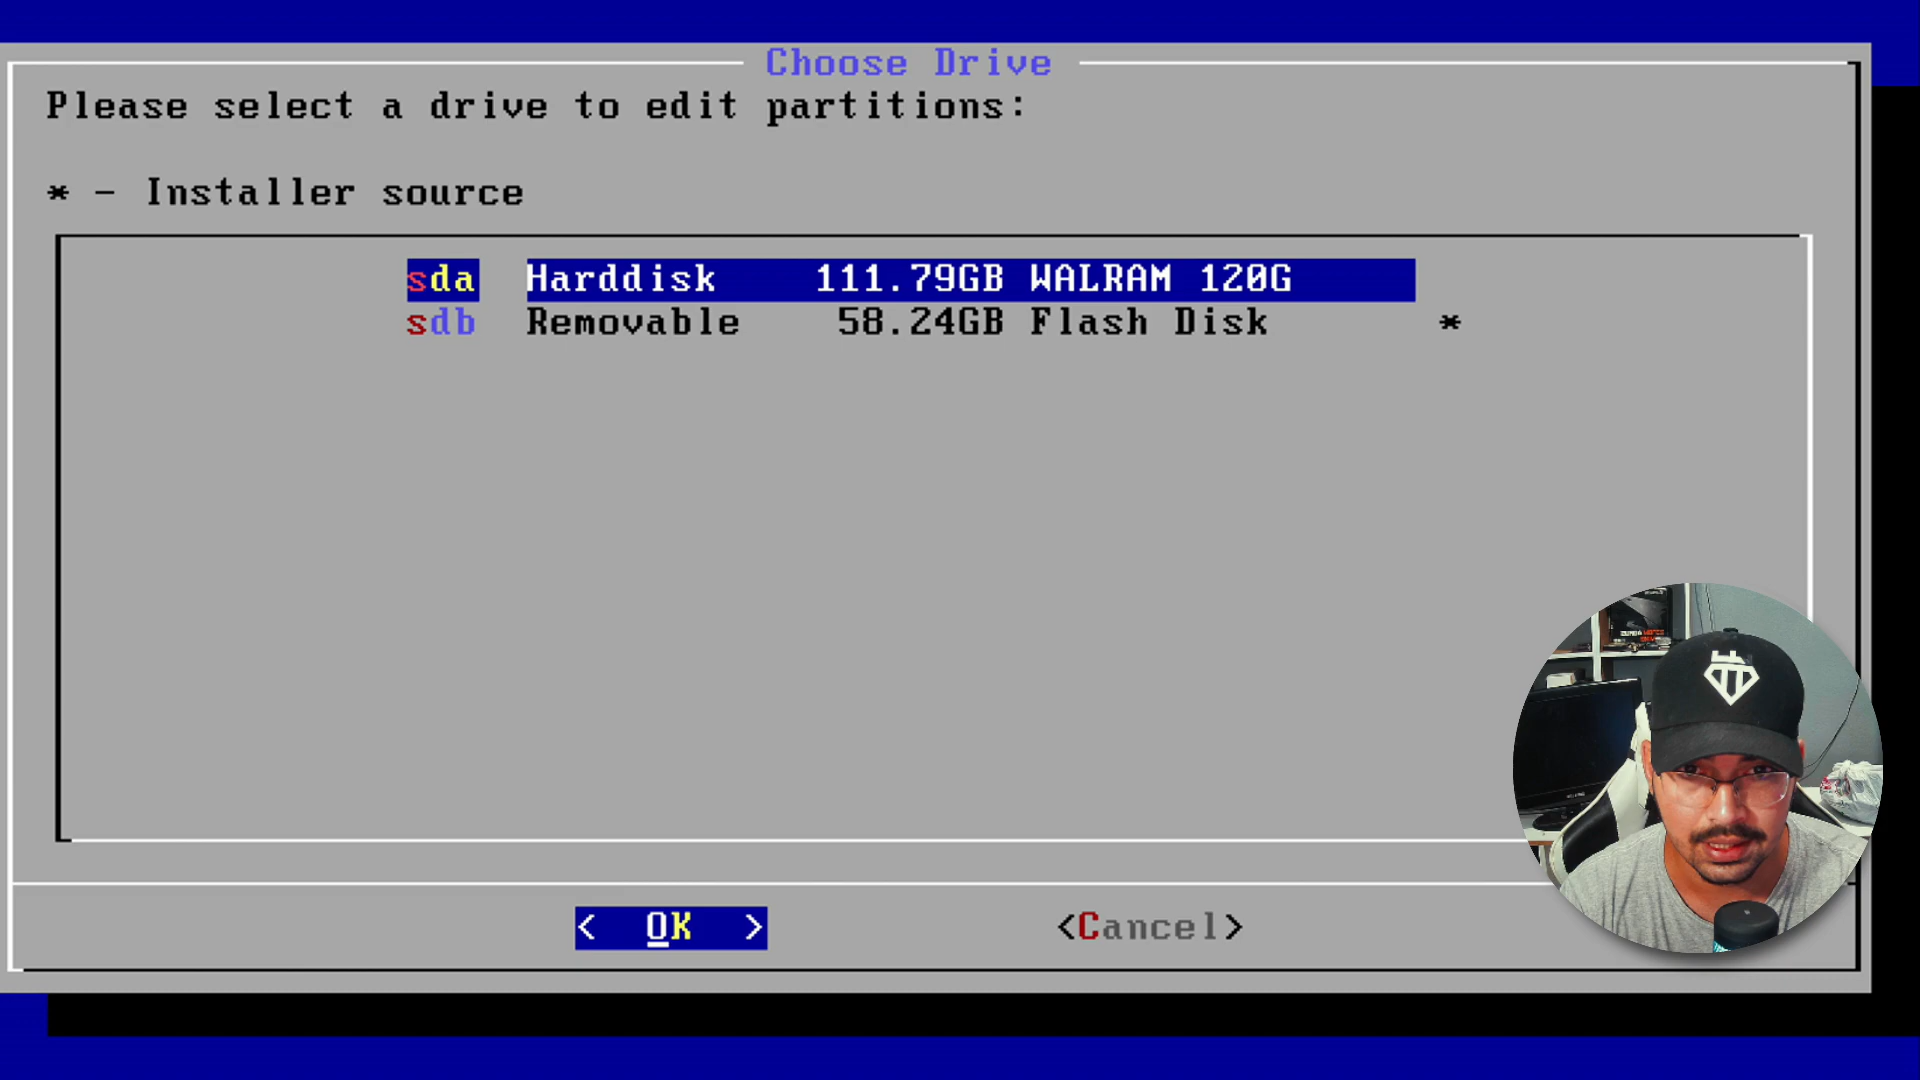 Choose Drive
Please select a drive to edit partitions:
* - Installer source
sda Harddisk 111.79GB WALRAM 120G
sdb Removable 58.24GB Flash Disk *
< OK > <Cancel>